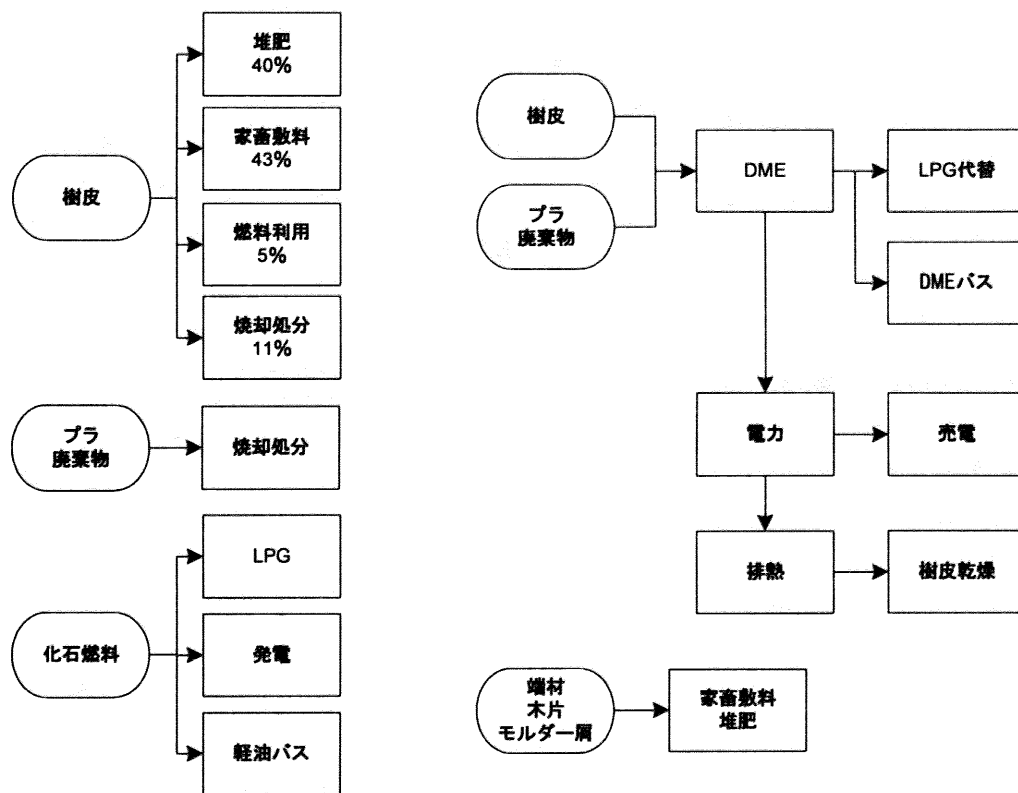 樹皮
堆肥
40%
家畜敷料
43%
燃料利用
5%
焼却処分
11%
プラ
廃棄物
焼却処分
化石燃料
LPG
発電
軽油バス
樹皮
プラ
廃棄物
DME
LPG代替
DMEバス
電力
売電
排熱
樹皮乾燥
端材
木片
モルダー屑
家畜敷料
堆肥